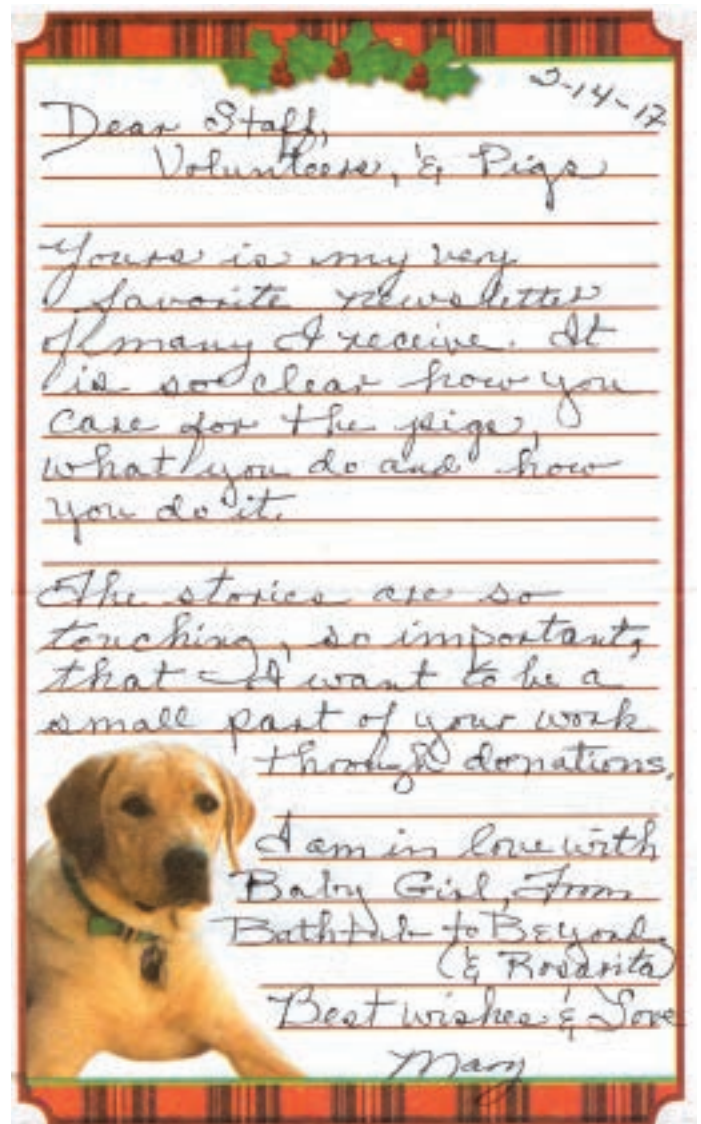 2-14-17
Dear Staff,
Volunteers, & Pigs
Yours is my very
favorite newsletter
of many I receive. It
is so clear how you
care for the pigs,
what you do and how
you do it.
The stories are so
touching, so important,
that I want to be a
small part of your work
through donations.
I am in love with
Baby Girl, From
Bathtub to Beyond.
(& Rosarita)
Best wishes & Love
Mary